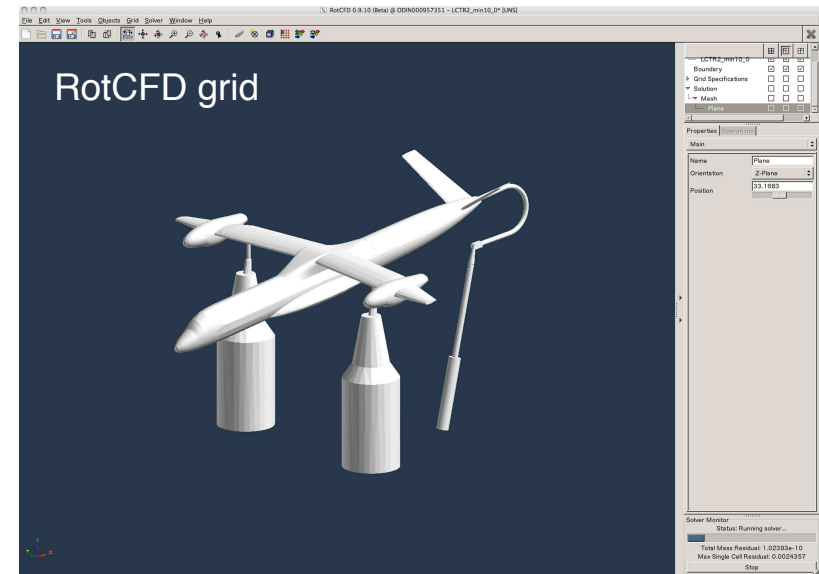 RotCFD 0.9.10 (Beta) @ ODIN000957351 - LCTR2_min10_0* [UNS]
File Edit View Tools Objects Grid Solver Window Help
RotCFD grid
LCTR2_min10_0
Boundary
Grid Specifications
Solution
Mesh
Plane
Properties Operations
Main
Name Plane
Orientation Z-Plane
Position 33.1683
Solver Monitor
Status: Running solver...
Total Mass Residual: 1.02393e-10
Max Single Cell Residual: 0.0024357
Stop
z
y x